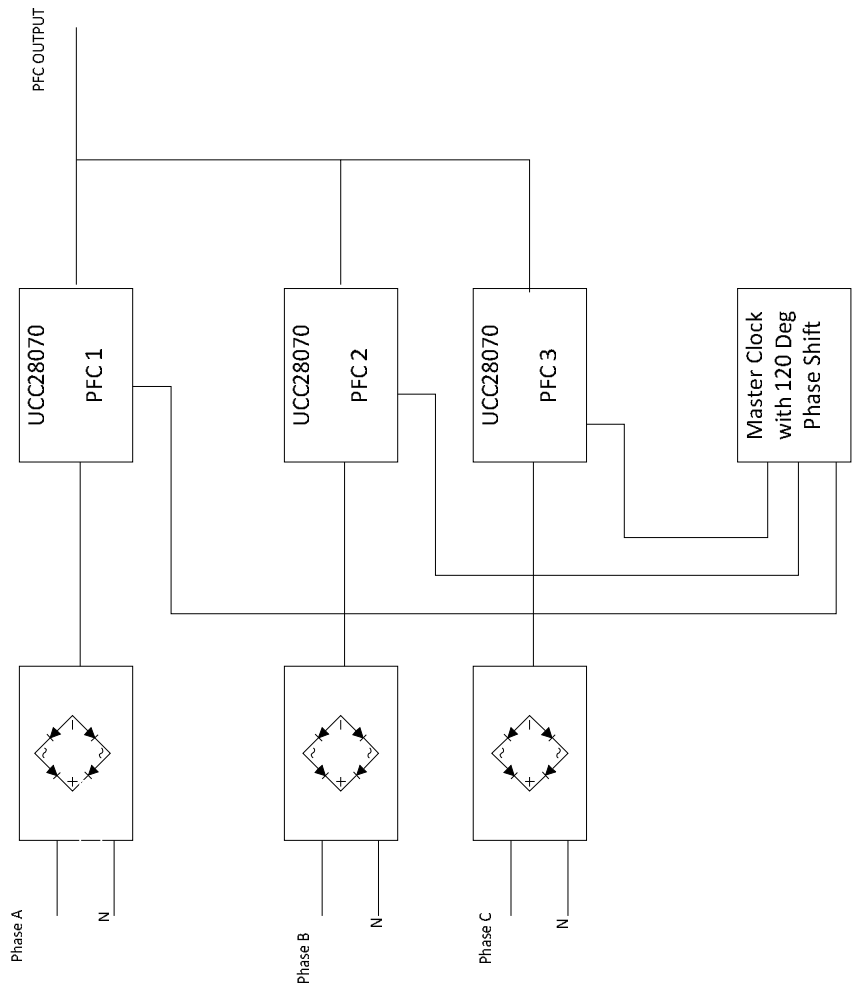 Phase A
N
UCC28070
PFC 1
PFC OUTPUT
Phase B
N
UCC28070
PFC 2
Phase C
N
UCC28070
PFC 3
Master Clock
with 120 Deg
Phase Shift